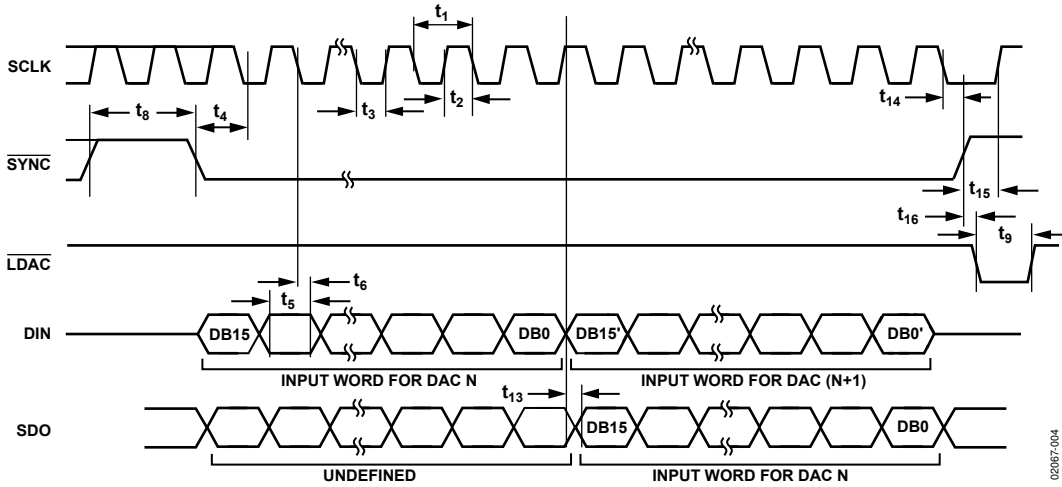 t1
SCLK
t8
t4
t3
t2
t14
SYNC
t15
t16
t9
LDAC
t6
t5
DIN
DB15
DB0
DB15'
DB0'
INPUT WORD FOR DAC N
INPUT WORD FOR DAC (N+1)
t13
SDO
DB15
DB0
UNDEFINED
INPUT WORD FOR DAC N
02067-004